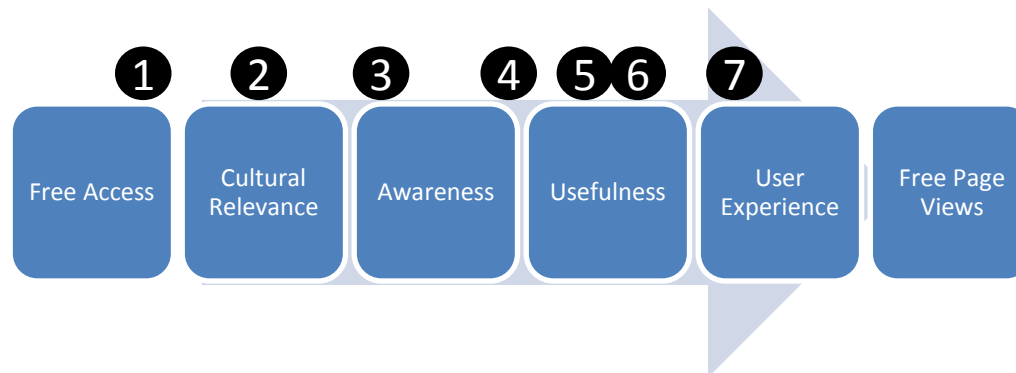 1 2 3 4 5 6 7
Free Access
Cultural
Relevance
Awareness
Usefulness
User
Experience
Free Page
Views